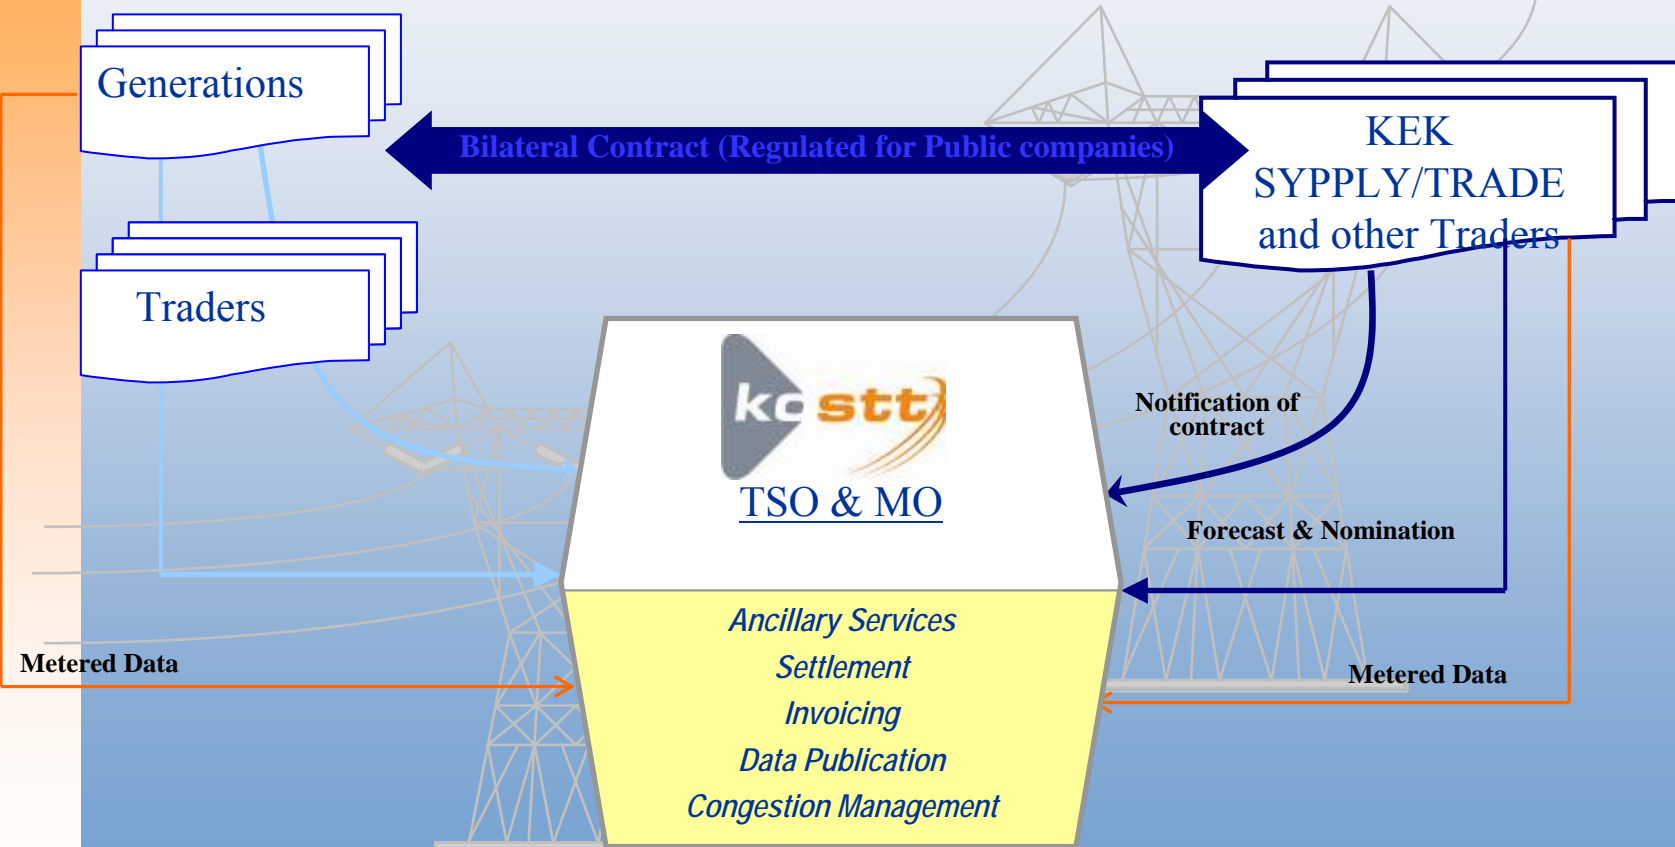 Generations
Bilateral Contract (Regulated for Public companies)
KEK
SYPPLY/TRADE
and other Traders
Traders
kostt
TSO & MO
Notification of
contract
Forecast & Nomination
Ancillary Services
Settlement
Invoicing
Data Publication
Congestion Management
Metered Data
Metered Data